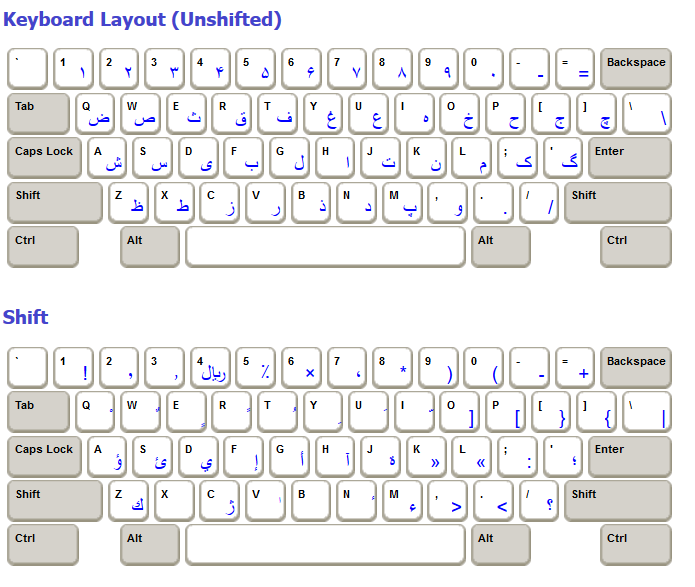 Keyboard Layout (Unshifted)
` 1 ۱ 2 ۲ 3 ۳ 4 ۴ 5 ۵ 6 ۶ 7 ۷ 8 ۸ 9 ۹ 0 ۰ - - = = Backspace
Tab Q ض W ص E ث R ق T ف Y غ U ع I ه O خ P ح [ ج ] چ \ \
Caps Lock A ش S س D ی F ب G ل H ا J ت K ن L م ; ک ' گ Enter
Shift Z ظ X ط C ز V ر B ذ N د M پ , و . . / / Shift
Ctrl Alt Alt Ctrl
Shift
` 1 ! 2 ٬ 3 ٫ 4 ریال 5 ٪ 6 × 7 ، 8 * 9 ) 0 ( - - = + Backspace
Tab Q ْ W ٌ E ٍ R ً T ُ Y ِ U َ I ّ O ] P [ [ } ] { \ |
Caps Lock A ؤ S ئ D ي F إ G أ H آ J ة K » L « ; : ' ؛ Enter
Shift Z ك X C ژ V ٰ B N ٔ M ء , > . < / ؟ Shift
Ctrl Alt Alt Ctrl